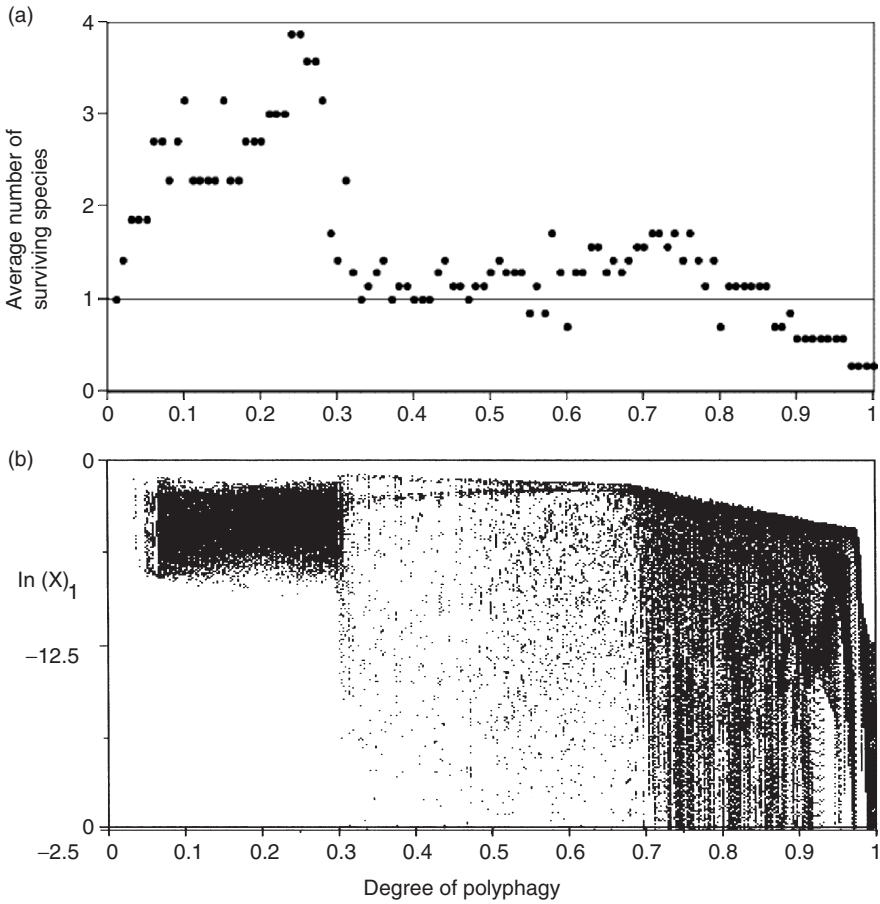 (a)
4
3
2
1
0
Average number of
surviving species
0 0.1 0.2 0.3 0.4 0.5 0.6 0.7 0.8 0.9 1
(b)
0
ln (X)1
−12.5
0
−2.5
0 0.1 0.2 0.3 0.4 0.5 0.6 0.7 0.8 0.9 1
Degree of polyphagy